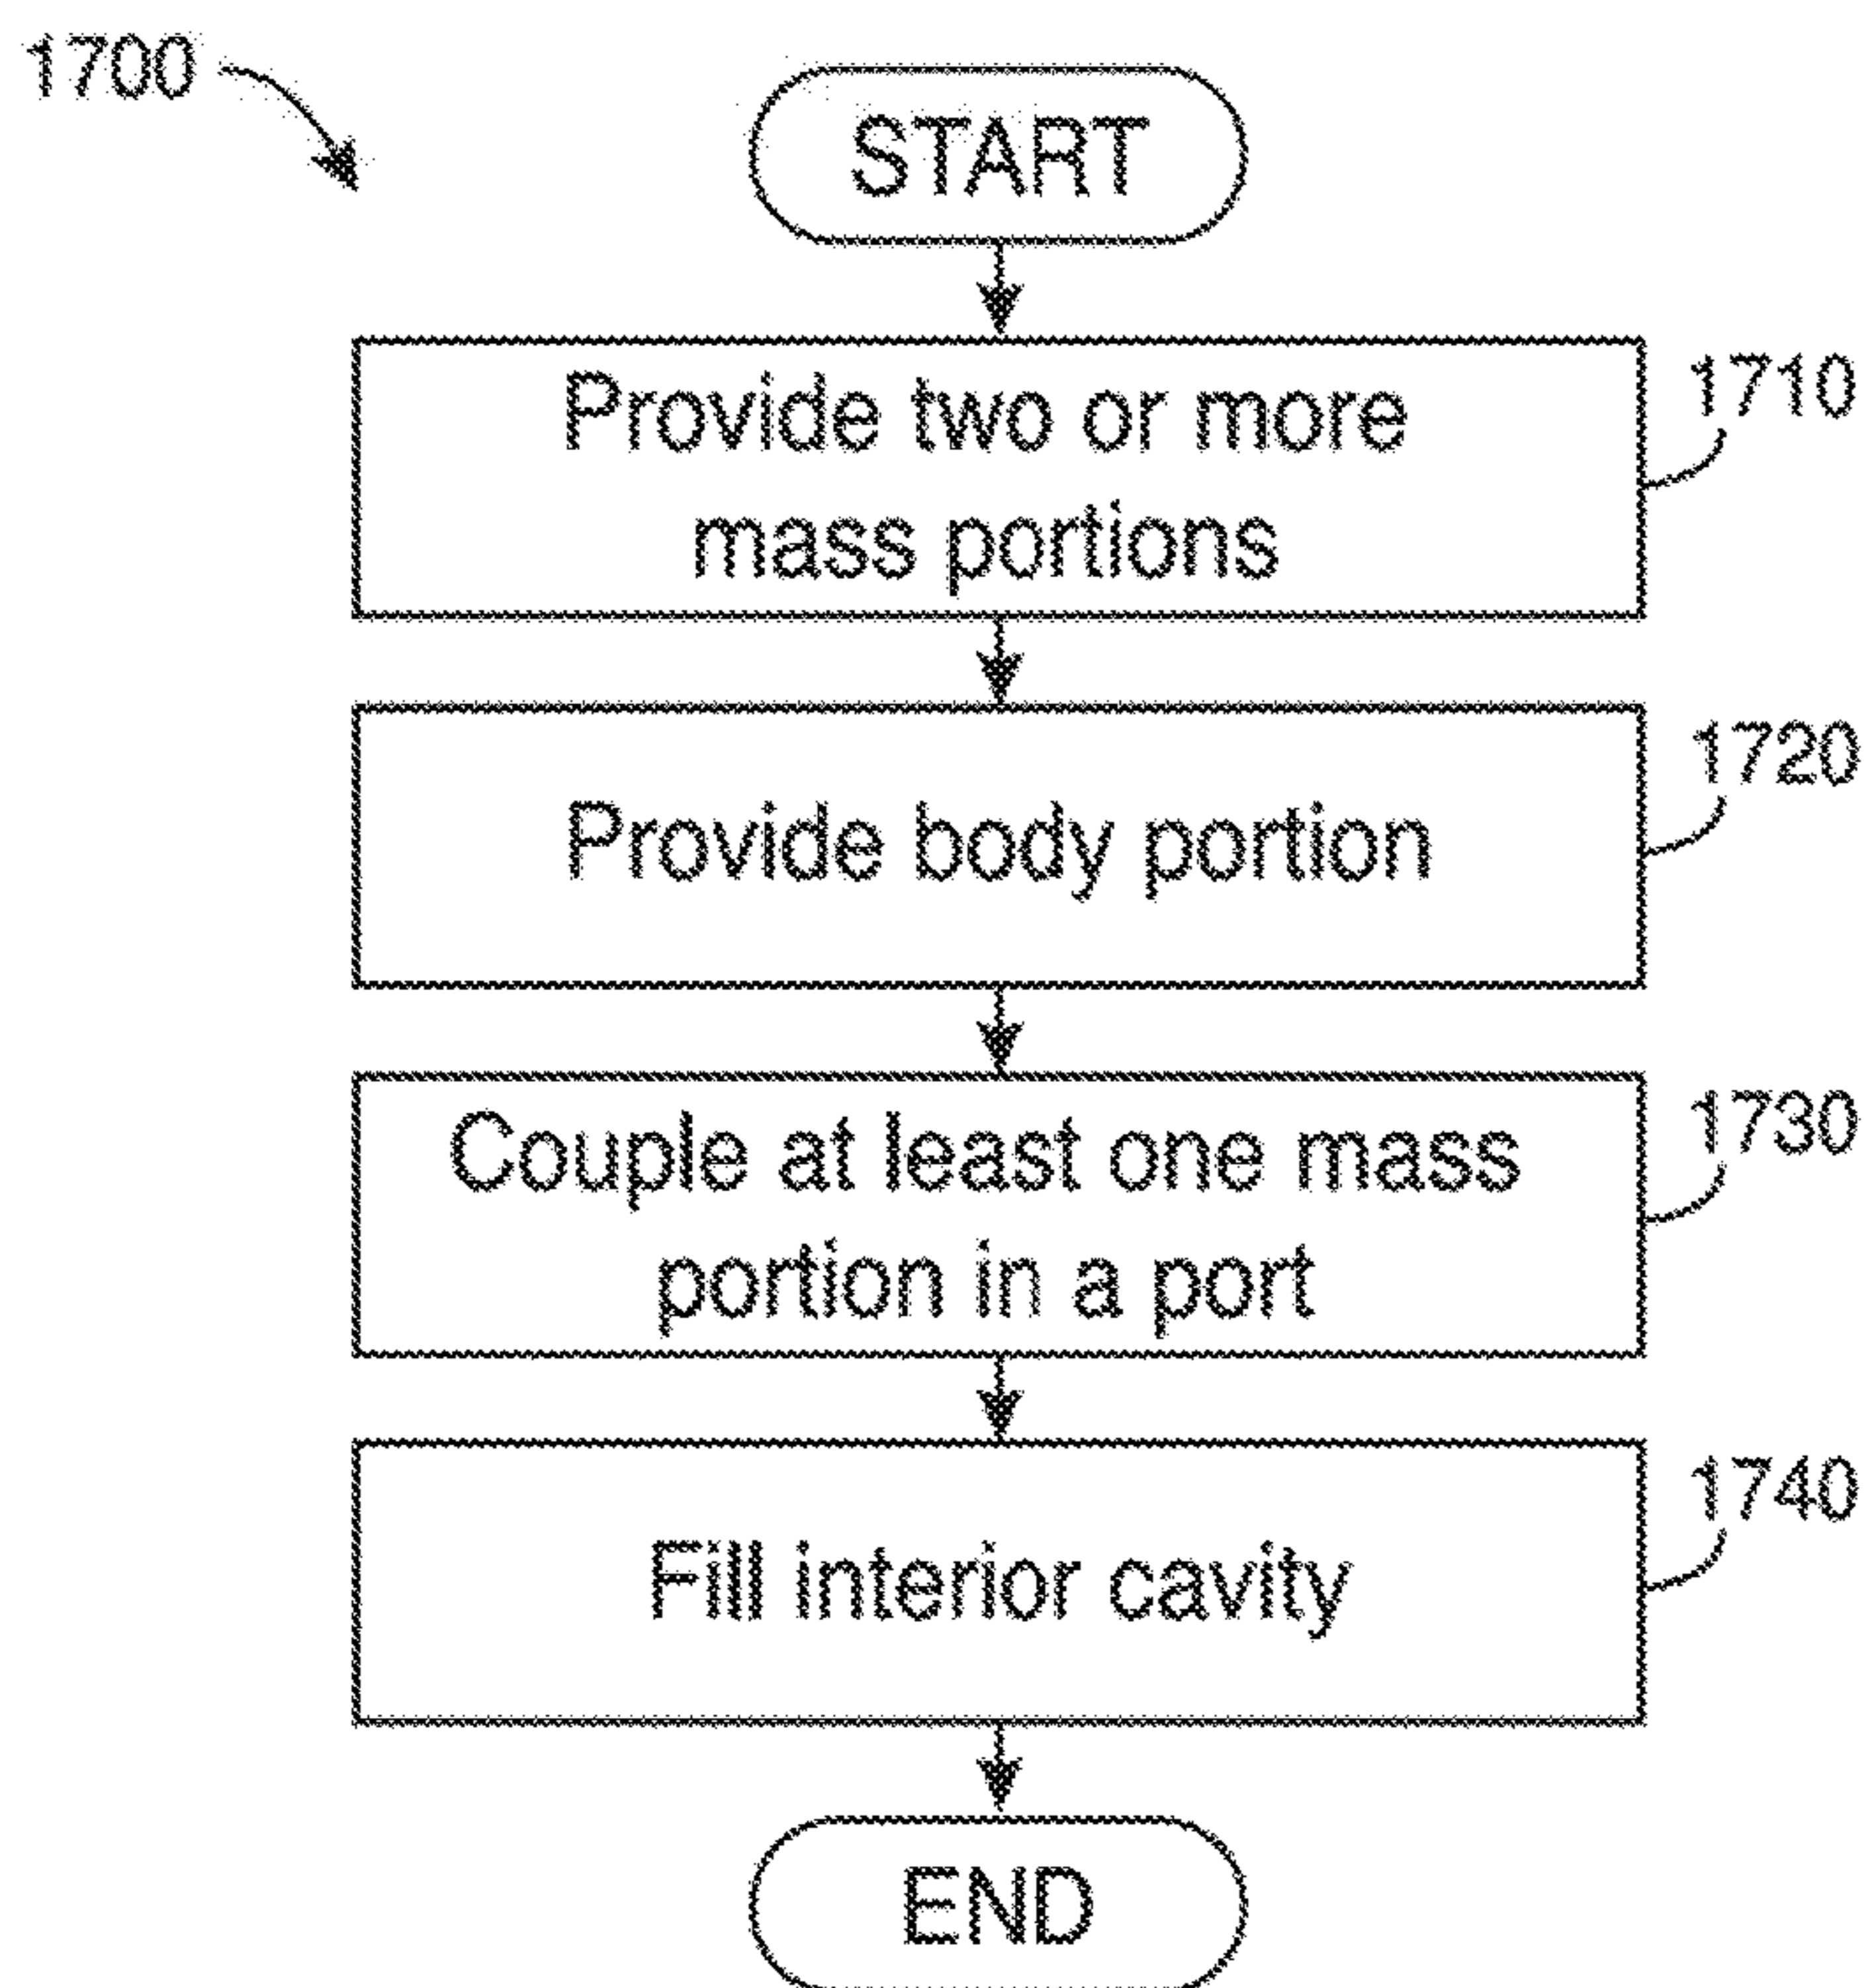 1700
START
Provide two or more
mass portions
1710
Provide body portion
1720
Couple at least one mass
portion in a port
1730
Fill interior cavity
1740
END